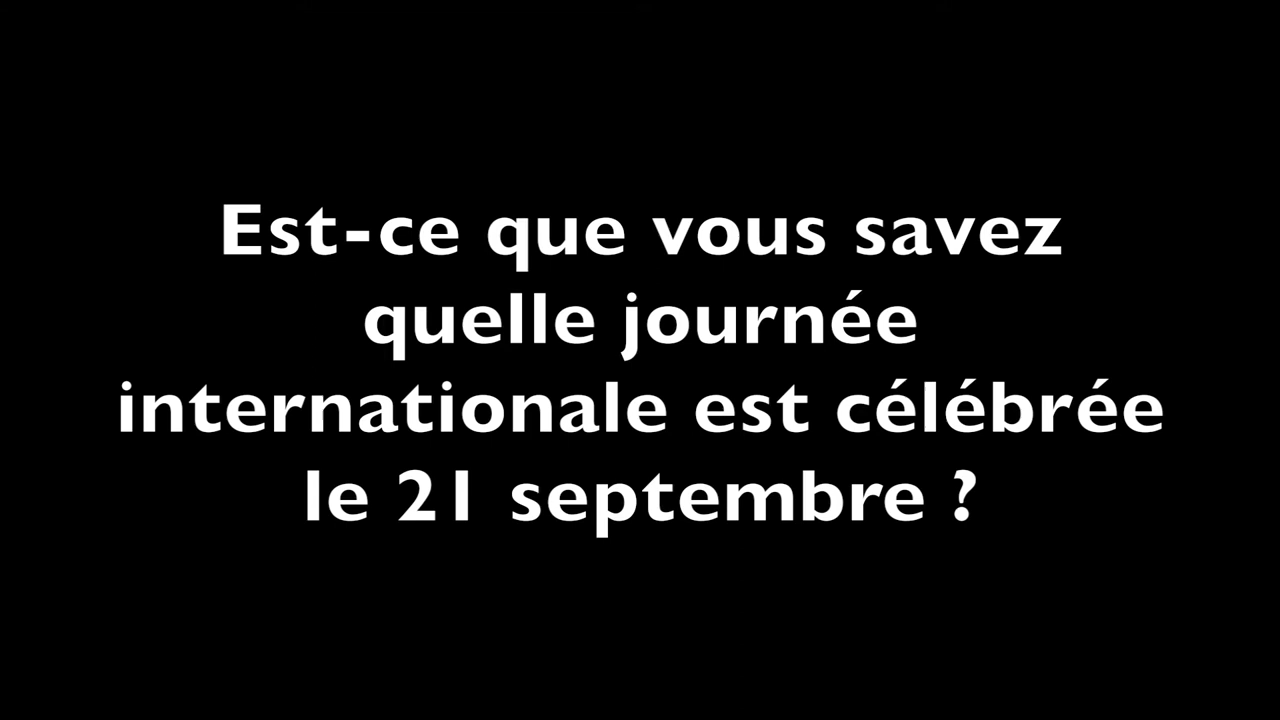 Est-ce que vous savez
quelle journée
internationale est célébrée
le 21 septembre ?